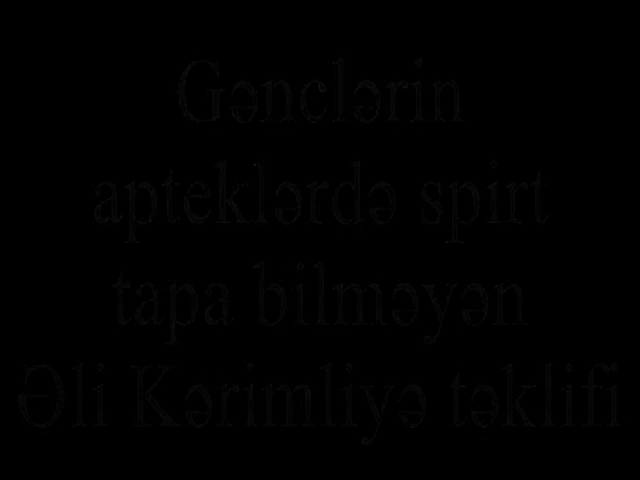 Gənclərin
apteklərdə spirt
tapa bilməyən
Əli Kərimliyə təklifi